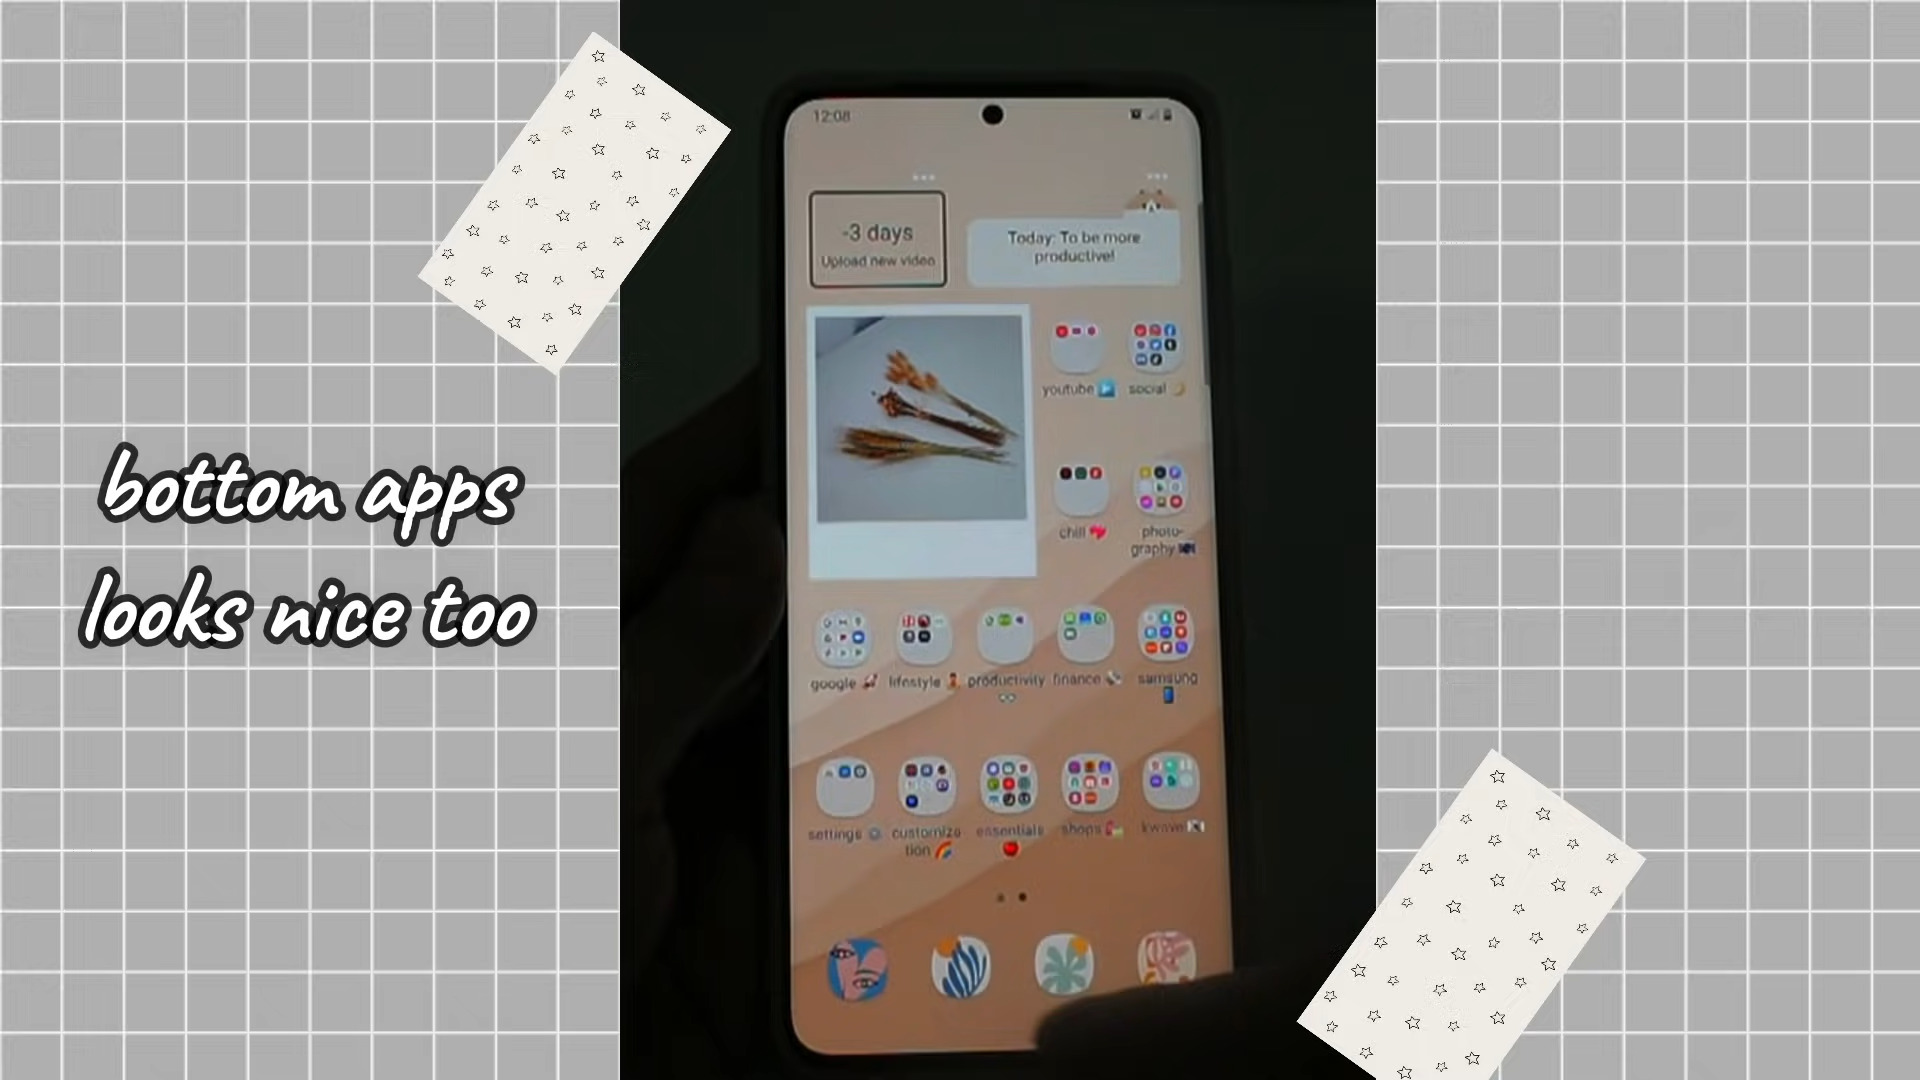 bottom apps
looks nice too
12:08
-3 days
Upload new video
Today: To be more
productive!
youtube
social
chill
photo-
graphy
google
lifestyle
productivity
finance
samsung
settings
customiza
tion
essentials
shops
kwave